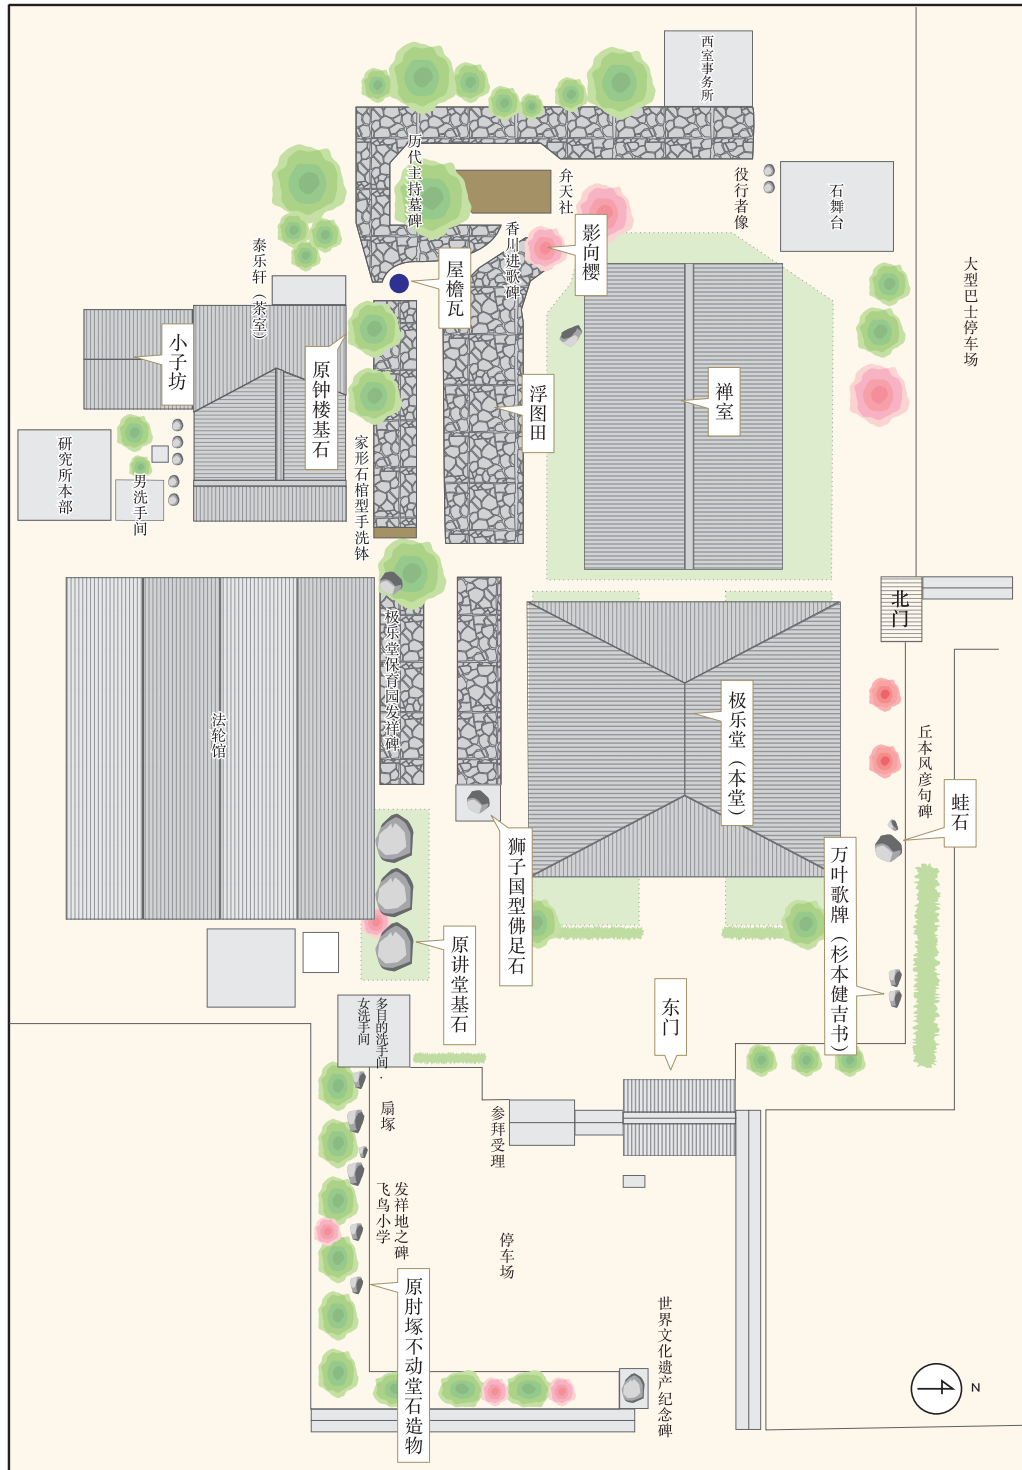 西室事务所
历代主持墓碑
弁天社
役行者像
石舞台
影向樱
香川进歌碑
屋檐瓦
泰乐轩（茶室）
大型巴士停车场
小子坊
原钟楼基石
浮图田
禅室
研究所本部
男洗手间
家形石棺型手洗钵
北门
极乐堂保育园发祥碑
法轮馆
极乐堂（本堂）
丘本风彦句碑
蛙石
狮子国型佛足石
万叶歌牌（杉本健吉书）
原讲堂基石
东门
多目的洗手间·
女洗手间
扇塚
参拜受理
发祥地之碑
飞鸟小学
停车场
原肘塚不动堂石造物
世界文化遗产纪念碑
N